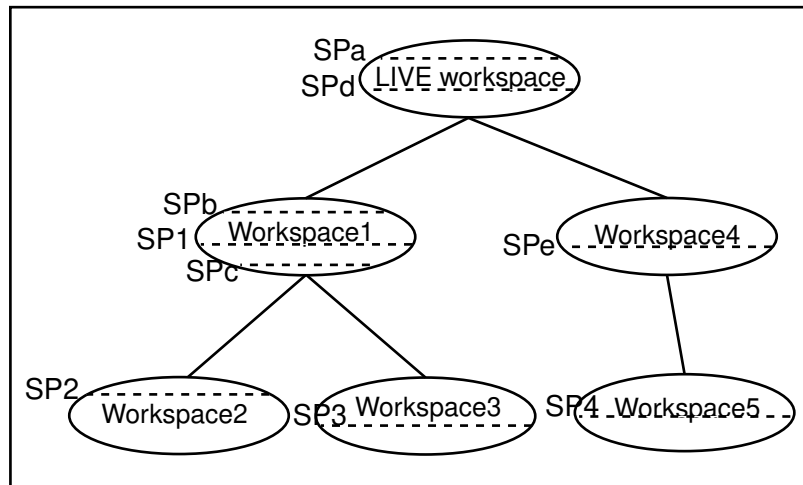 SPa
LIVE workspace
SPd
SPb
Workspace1
SP1
SPc
Workspace4
SPe
SP2
Workspace2
SP3
Workspace3
SP4
Workspace5